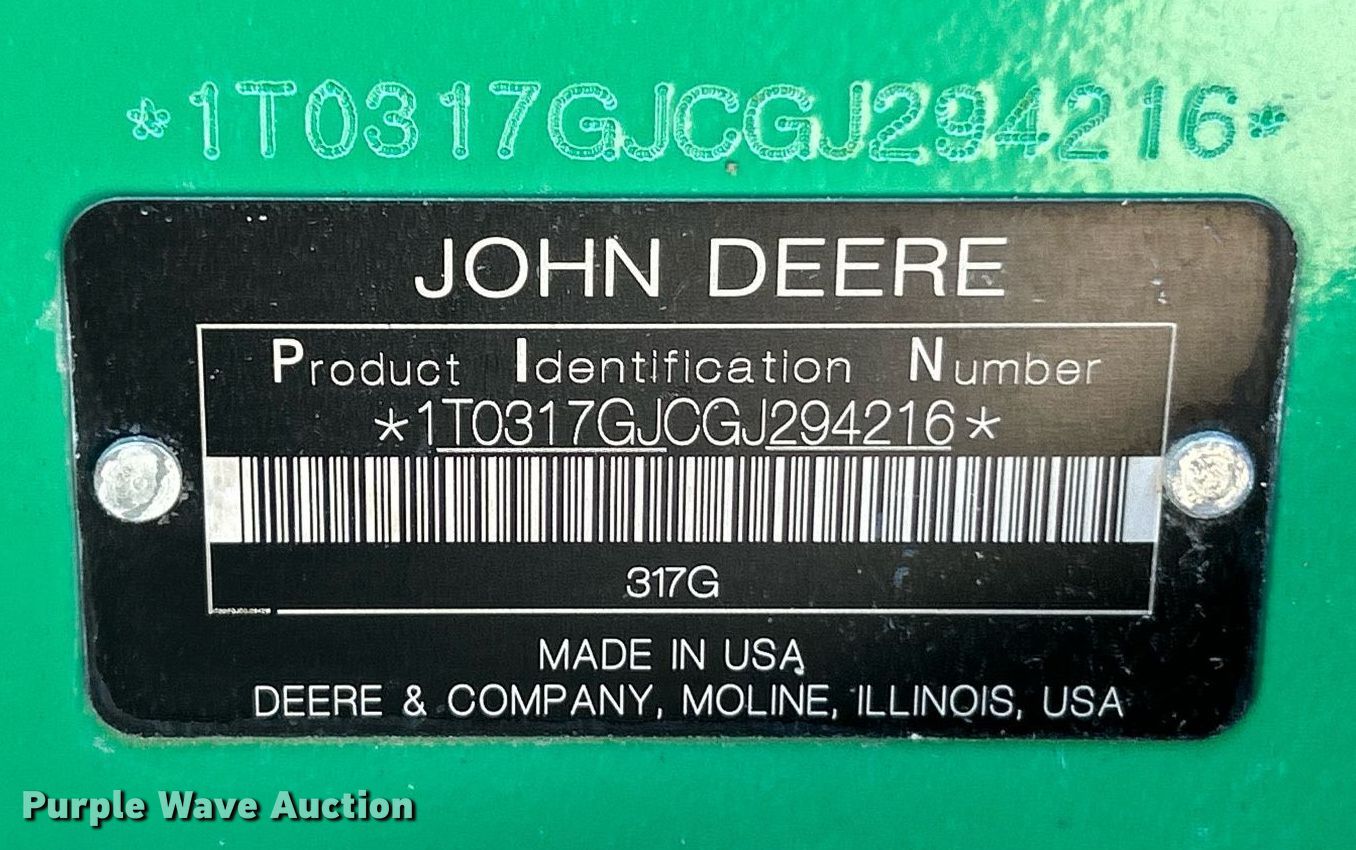 *1T0317GJCGJ294216*
JOHN DEERE
Product Identification Number
*1T0317GJCGJ294216*
317G
MADE IN USA
DEERE & COMPANY, MOLINE, ILLINOIS, USA
Purple Wave Auction